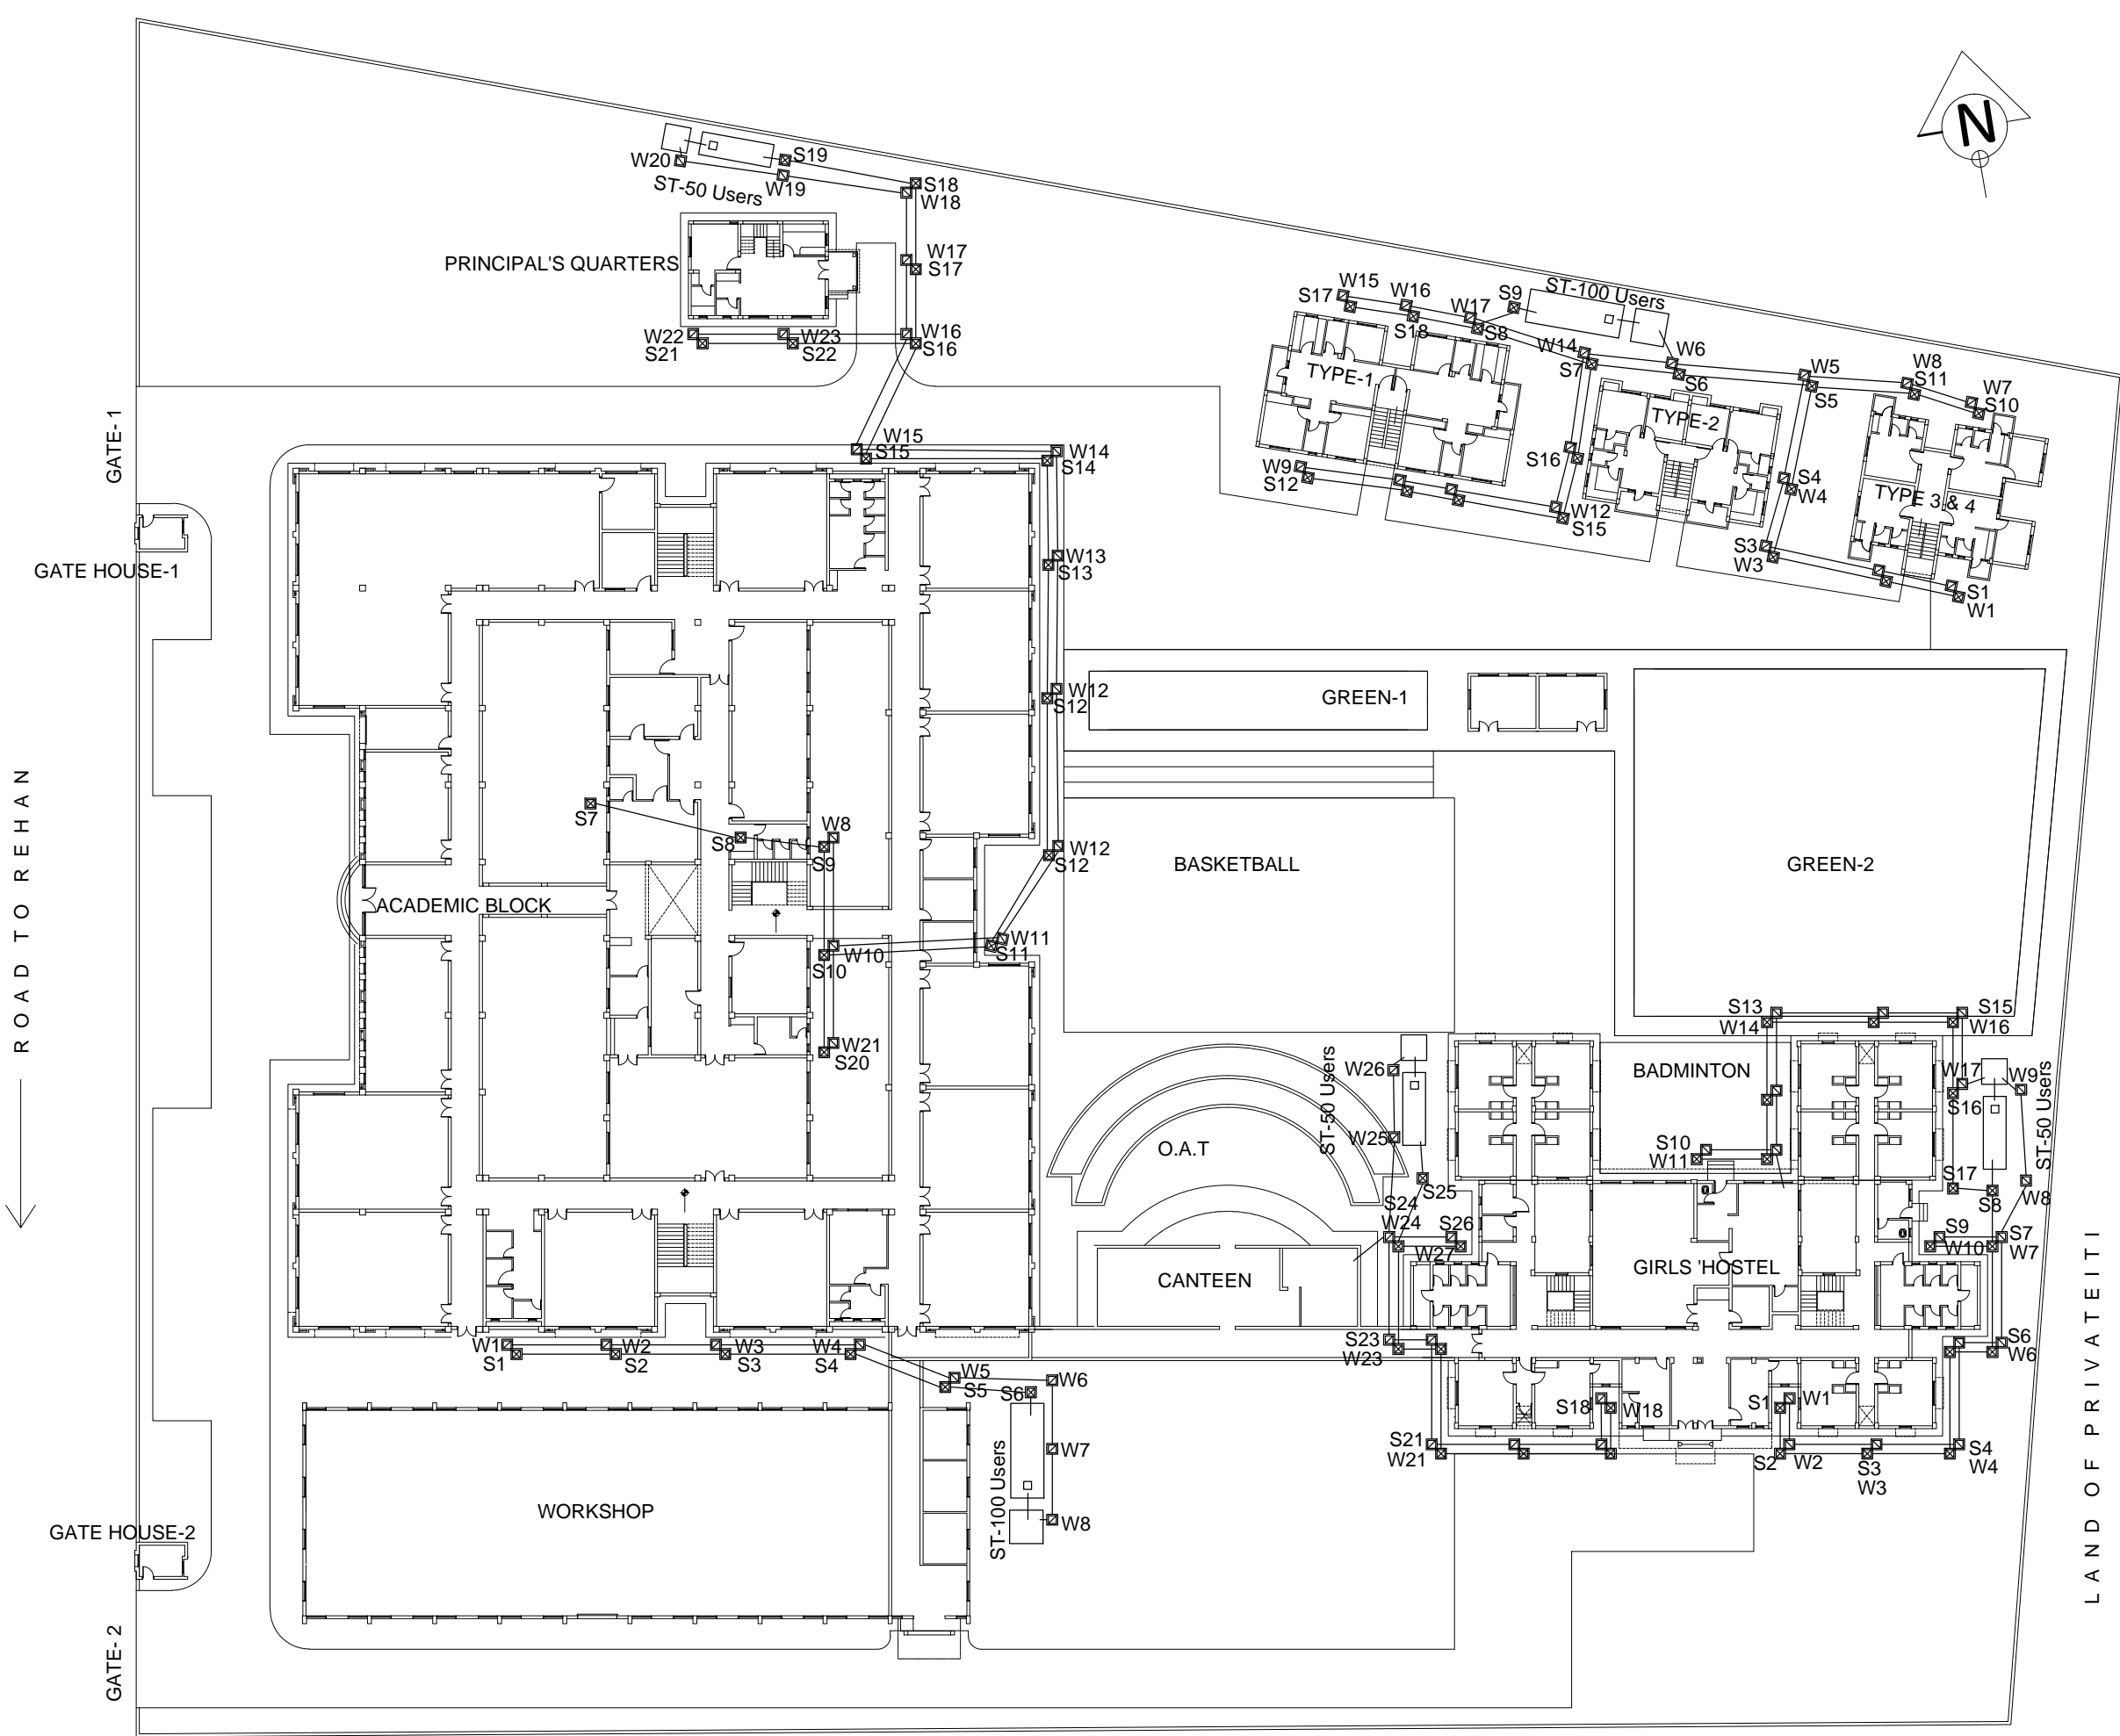 N
S19
W20
W19
ST-50 Users
S18
W18
W17
S17
PRINCIPAL'S QUARTERS
W22
S21
W23
S22
W16
S16
W15
S15
W14
S14
W15
S17
W16
S18
W17
S8
S9
ST-100 Users
W14
S7
W6
S6
W5
S5
W8
S11
W7
S10
TYPE-1
TYPE-2
TYPE 3 & 4
W9
S12
S16
W12
S15
S4
W4
S3
W3
S1
W1
GATE- 1
GATE HOUSE-1
W13
S13
W12
S12
GREEN-1
ROAD TO REHAN
S7
S8
W8
S9
W12
S12
BASKETBALL
GREEN-2
ACADEMIC BLOCK
W11
S11
W10
S10
W21
S20
S13
W14
S15
W16
W26
ST-50 Users
W25
BADMINTON
W17
S16
W9
ST-50 Users
O.A.T
S10
W11
S25
S24
W24
S26
W27
S17
S8
W8
S9
W10
S7
W7
CANTEEN
GIRLS 'HOSTEL
LAND OF PRIVATEITI
W1
S1
W2
S2
W3
S3
W4
S4
W5
S5
W6
S6
S23
W23
S6
W6
S18
W18
S1
W1
S21
W21
S2
W2
S3
W3
S4
W4
W7
ST-100 Users
W8
WORKSHOP
GATE HOUSE-2
GATE- 2